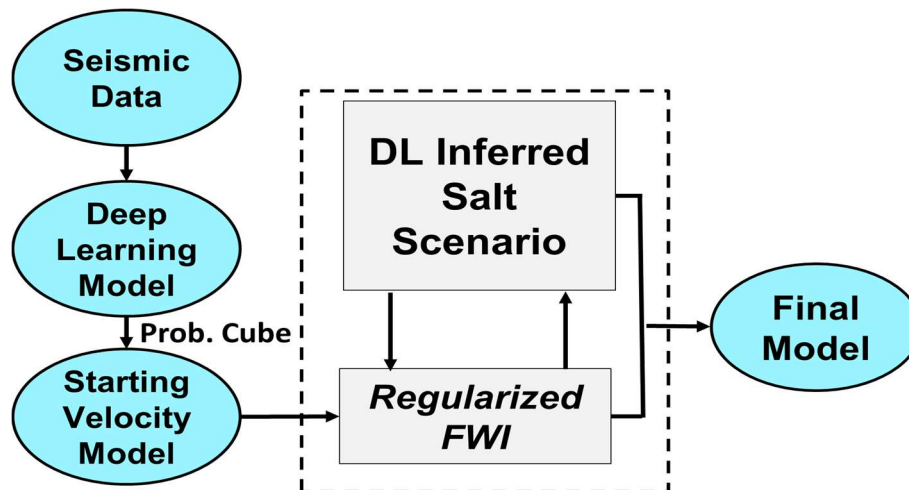 Seismic
Data
Deep
Learning
Model
Prob. Cube
Starting
Velocity
Model
DL Inferred
Salt
Scenario
Regularized
FWI
Final
Model